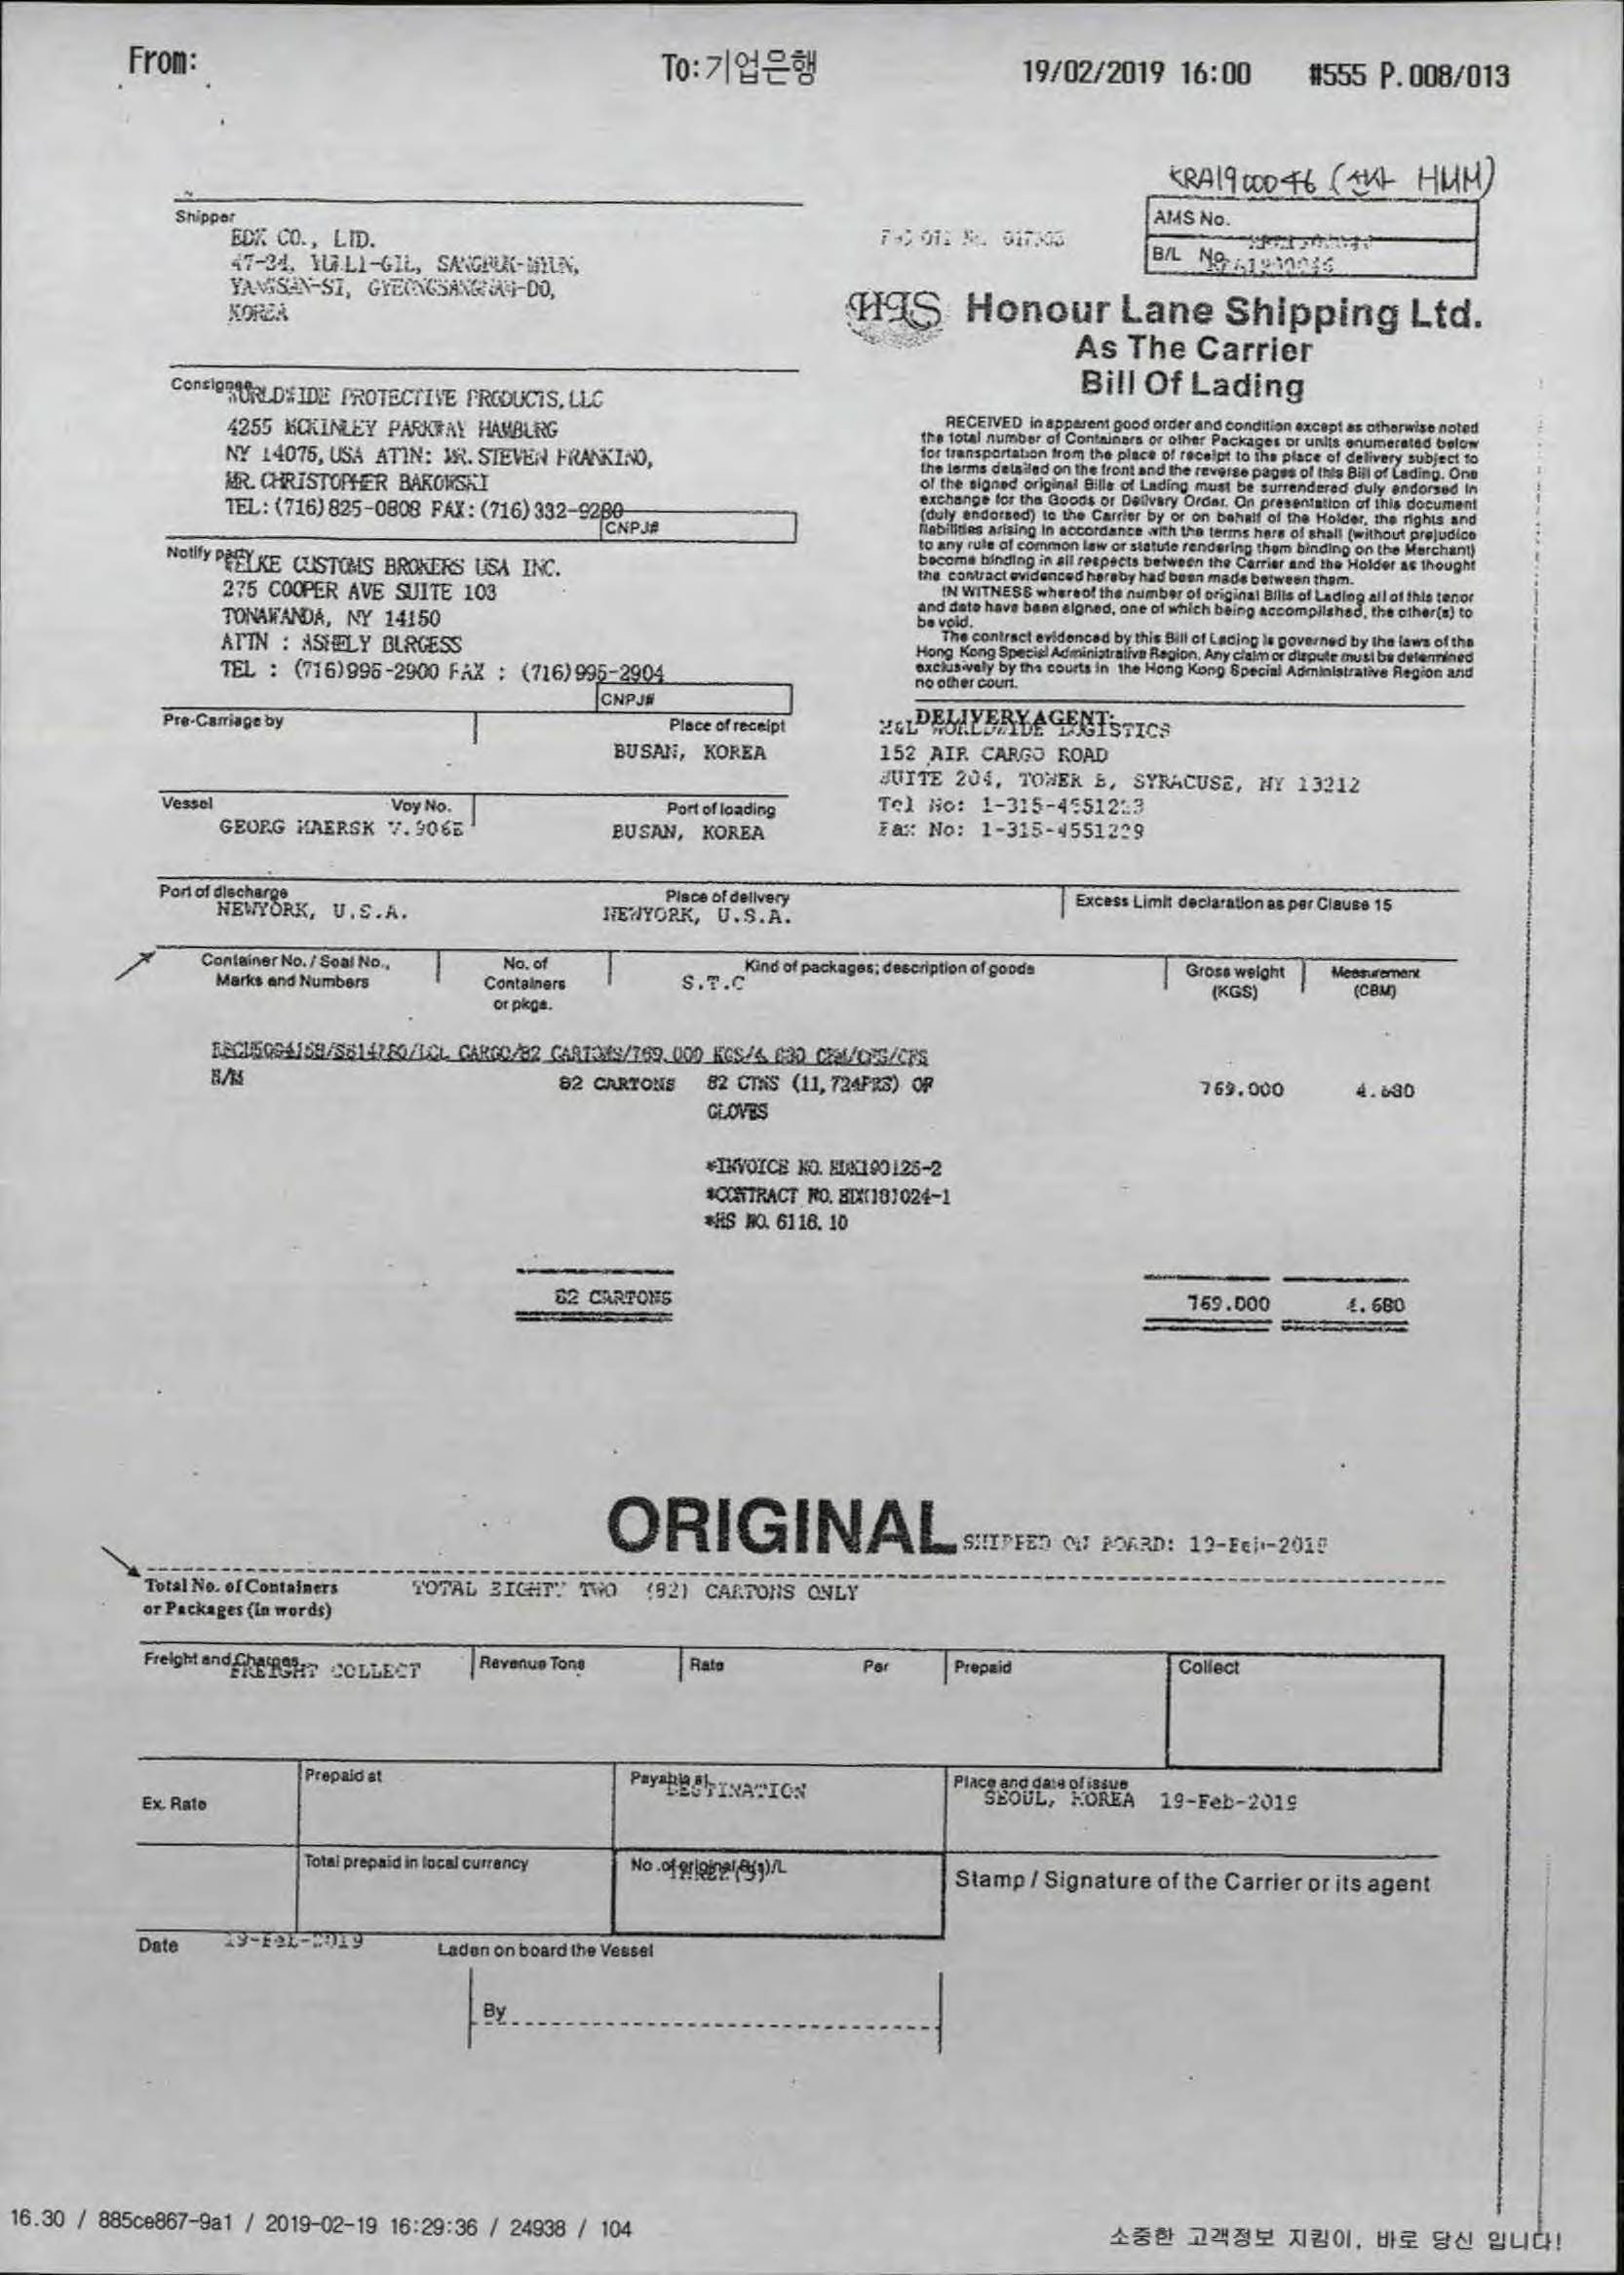 From:
To:기업은행
19/02/2019 16:00
#555 P.008/013
KRA1900046 (선사 HMM)
Shipper
EDK CO., LTD.
KOREA
AMS No.
B/L No.
HLS Honour Lane Shipping Ltd.
As The Carrier
Bill Of Lading
Consignee
WORLDWIDE PROTECTIVE PRODUCTS, LLC
4255 MCKINLEY PARKWAY HAMBURG
NY 14075, USA ATTN: MR. STEVEN FRANKINO,
MR. CHRISTOPHER BAKOWSKI
TEL: (716) 825-0808 FAX: (716) 332-9280
CNPJ#
RECEIVED in apparent good order and condition except as otherwise noted
the total number of Containers or other Packages or units enumerated below
for transportation from the place of receipt to the place of delivery subject to
the terms detailed on the front and the reverse pages of this Bill of Lading. One
of the signed original Bills of Lading must be surrendered duly endorsed in
exchange for the Goods or Delivery Order. On presentation of this document
(duly endorsed) to the Carrier by or on behalf of the Holder, the rights and
liabilities arising in accordance with the terms here of shall (without prejudice
to any rule of common law or statute rendering them binding on the Merchant)
become binding in all respects between the Carrier and the Holder as thought
the contract evidenced hereby had been made between them.
IN WITNESS whereof the number of original Bills of Lading all of this tenor
and date have been signed, one of which being accomplished, the other(s) to
be void.
The contract evidenced by this Bill of Lading is governed by the laws of the
Hong Kong Special Administrative Region. Any claim or dispute must be determined
exclusively by the courts in the Hong Kong Special Administrative Region and
no other court.
Notify party
CUSTOMS BROKERS USA INC.
275 COOPER AVE SUITE 103
TONAWANDA, NY 14150
ATTN : ASHELY BURGESS
TEL : (716)995-2900 FAX : (716)995-2904
CNPJ#
Pre-Carriage by
Place of receipt
BUSAN, KOREA
DELIVERY AGENT:
M&L WORLDWIDE LOGISTICS
152 AIR CARGO ROAD
SUITE 204, TOWER B, SYRACUSE, NY 13212
Tel No:
Fax No: 1-315-4551229
Vessel
Voy No.
GEORG MAERSK V.906E
Port of loading
BUSAN, KOREA
Port of discharge
NEWYORK, U.S.A.
Place of delivery
NEWYORK, U.S.A.
Excess Limit declaration as per Clause 15
Container No. / Seal No.,
Marks and Numbers
No. of
Containers
or pkgs.
Kind of packages; description of goods
S.T.C
Gross weight
(KGS)
Measurement
(CBM)
LCL CARGO/82 CARTONS/769.000 KGS/4.680 CBM/CFS/CFS
N/M
82 CARTONS
82 CTNS (11,724PRS) OF
GLOVES
769.000
4.680
*INVOICE NO. EDK190125-2
*CONTRACT NO. EDK181024-1
*HS NO. 6116.10
82 CARTONS
769.000
4.680
ORIGINAL
SHIPPED ON BOARD: 19-Feb-2019
Total No. of Containers
or Packages (in words)
TOTAL EIGHTY TWO (82) CARTONS ONLY
Freight and Charges
FREIGHT COLLECT
Revenue Tons
Rate
Per
Prepaid
Collect
Ex. Rate
Prepaid at
Payable at
DESTINATION
Place and date of issue
SEOUL, KOREA 19-Feb-2019
Total prepaid in local currency
No .of original B(s)/L
THREE (3)
Stamp / Signature of the Carrier or its agent
Date
19-Feb-2019
Laden on board the Vessel
By
16.30 / 885ce867-9a1 / 2019-02-19 16:29:36 / 24938 / 104
소중한 고객정보 지킴이, 바로 당신 입니다!